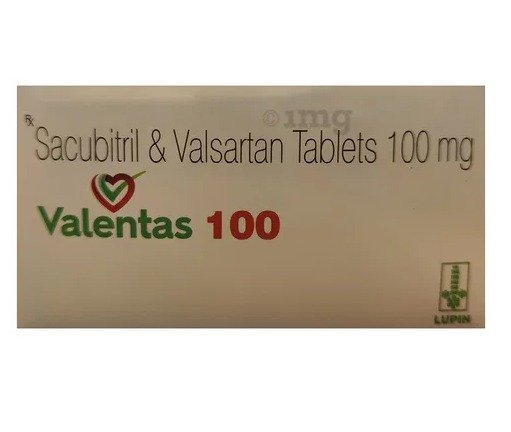 ©1mg
Rx
Sacubitril & Valsartan Tablets 100 mg
Valentas 100
LUPIN